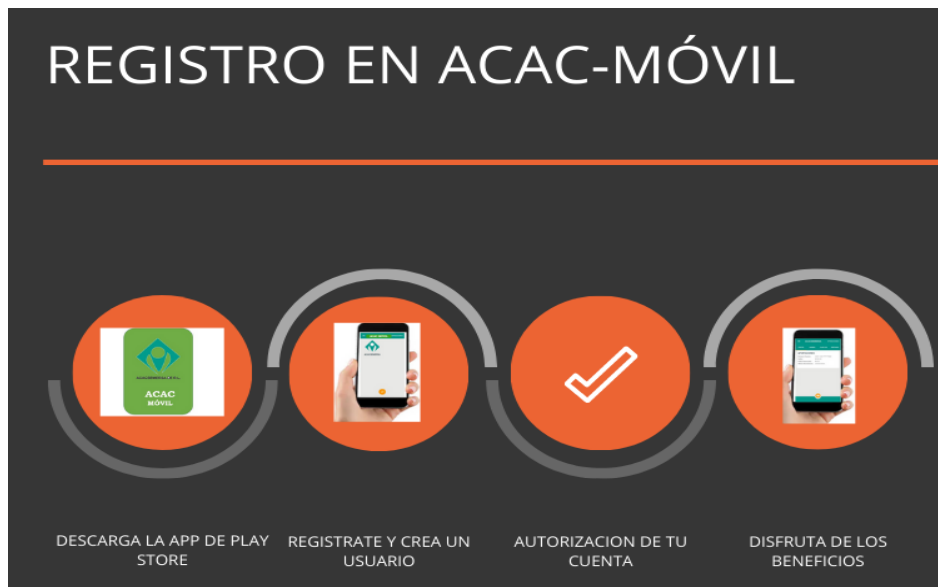 REGISTRO EN ACAC-MÓVIL
ACAC
MÓVIL
DESCARGA LA APP DE PLAY
STORE
REGISTRATE Y CREA UN
USUARIO
AUTORIZACION DE TU
CUENTA
DISFRUTA DE LOS
BENEFICIOS